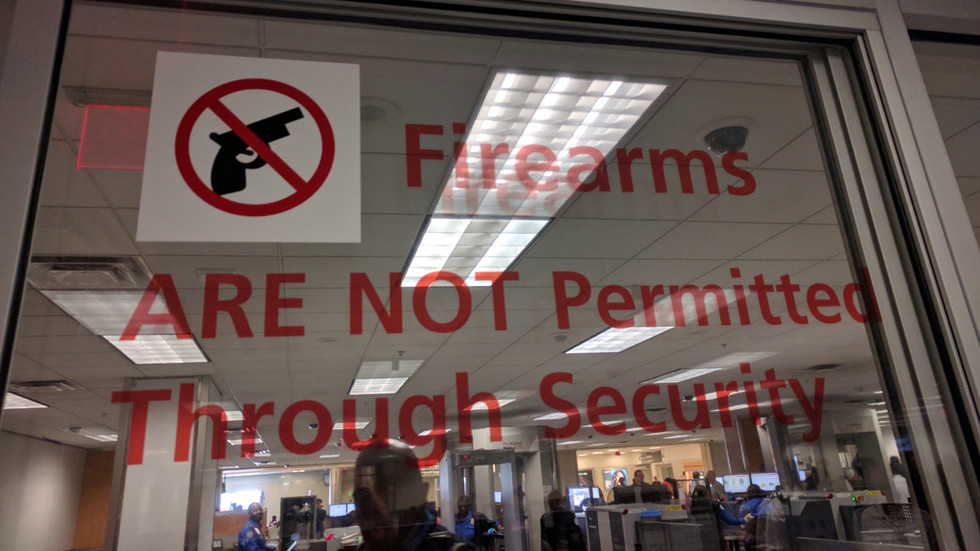 Firearms
ARE NOT Permitted
Through Security